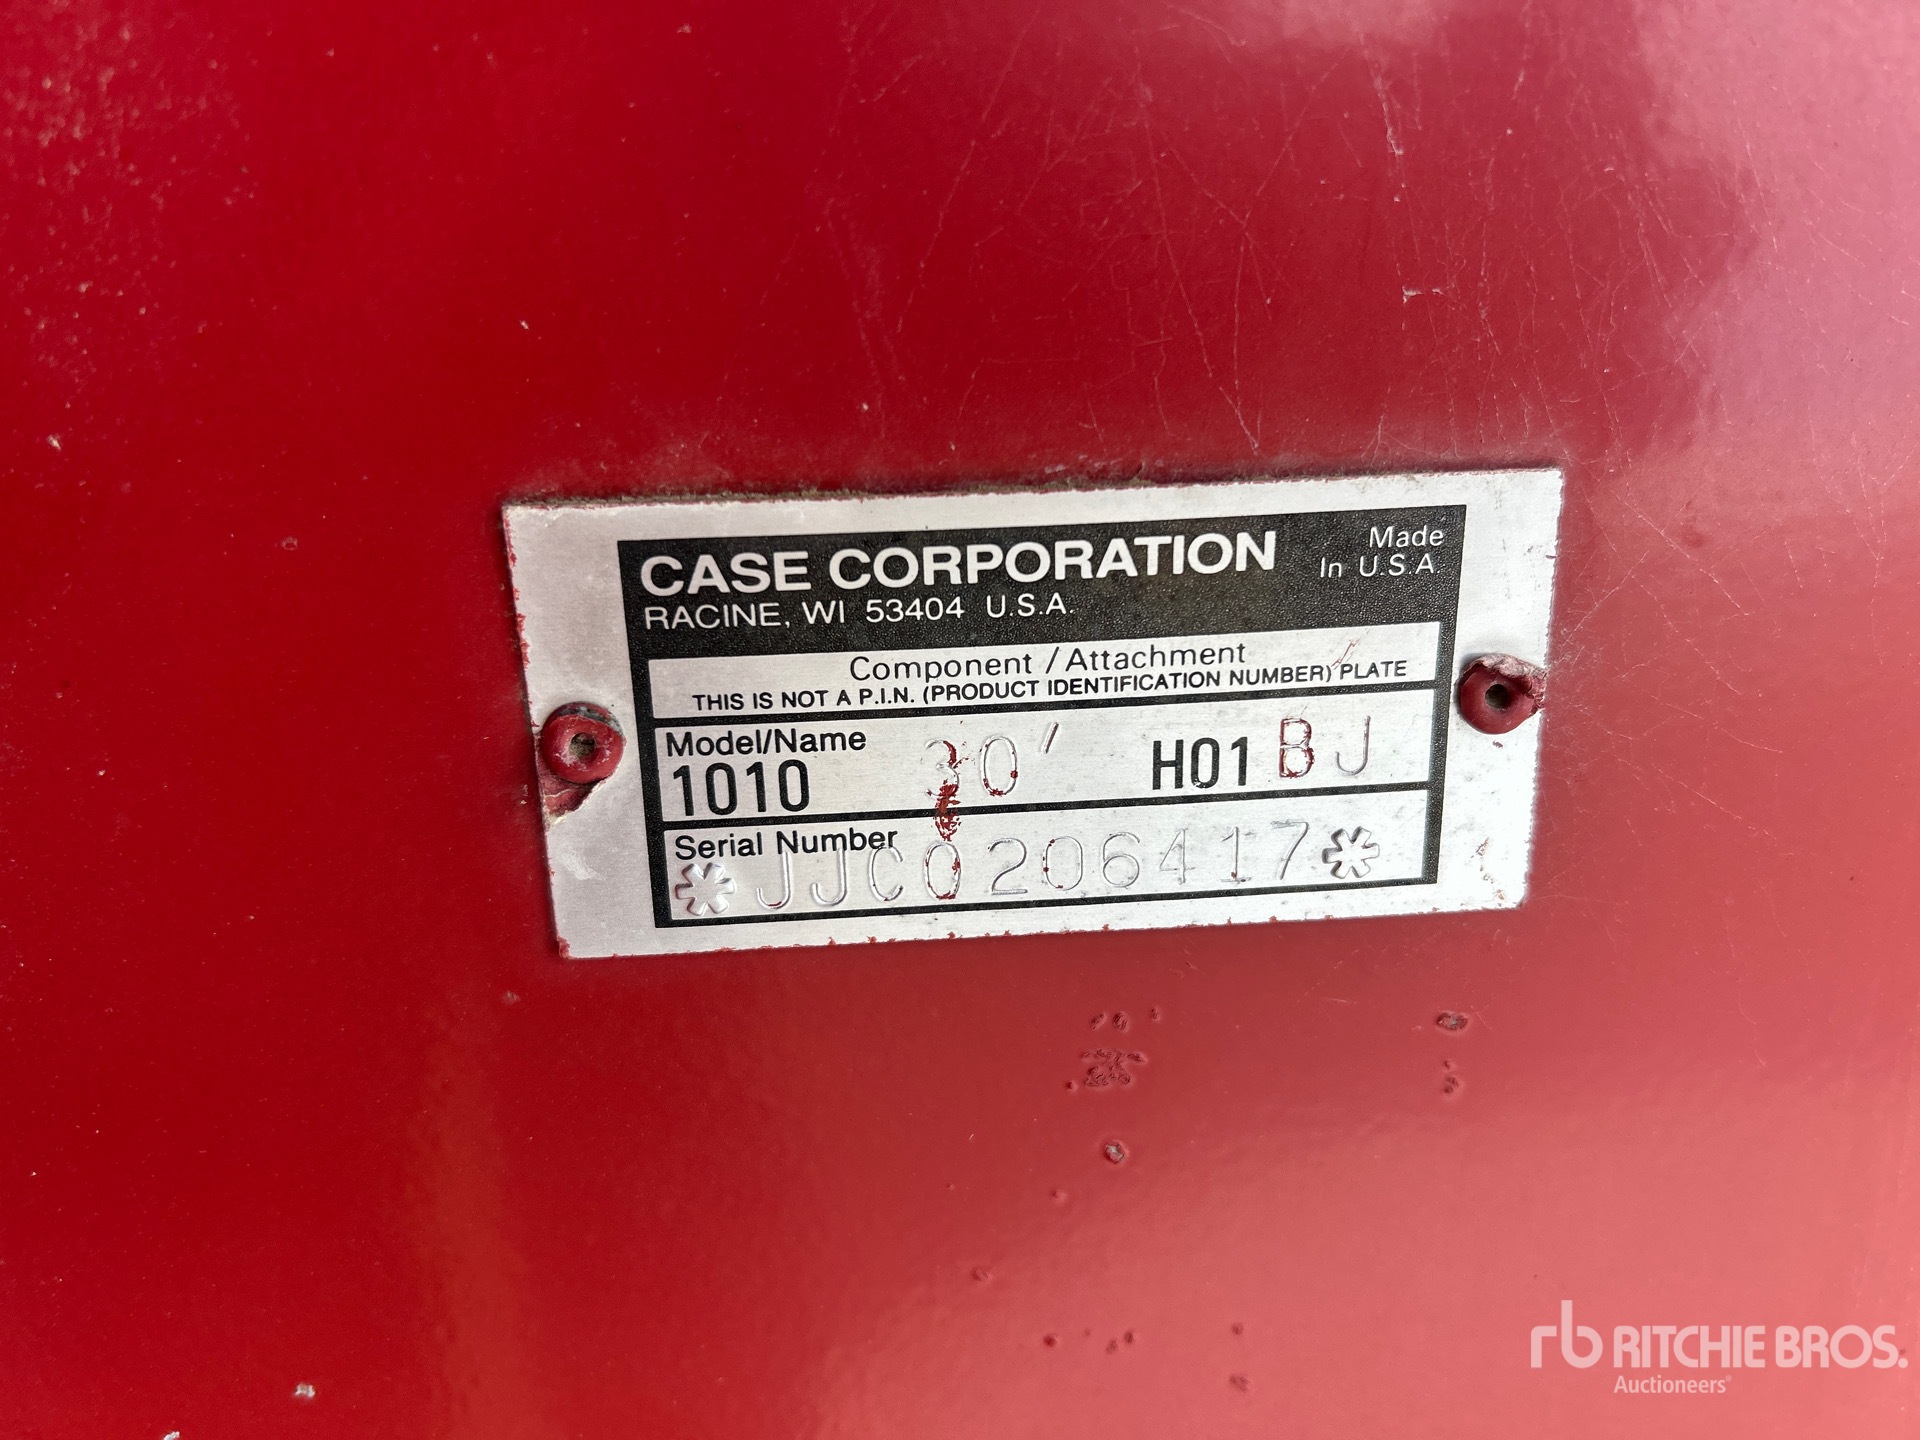 CASE CORPORATION
Made
In U.S.A.
RACINE, WI 53404 U.S.A.
Component / Attachment
THIS IS NOT A P.I.N. (PRODUCT IDENTIFICATION NUMBER) PLATE
Model/Name
1010 30' H01 BJ
Serial Number
*JJC0206417*
rb RITCHIE BROS.
Auctioneers